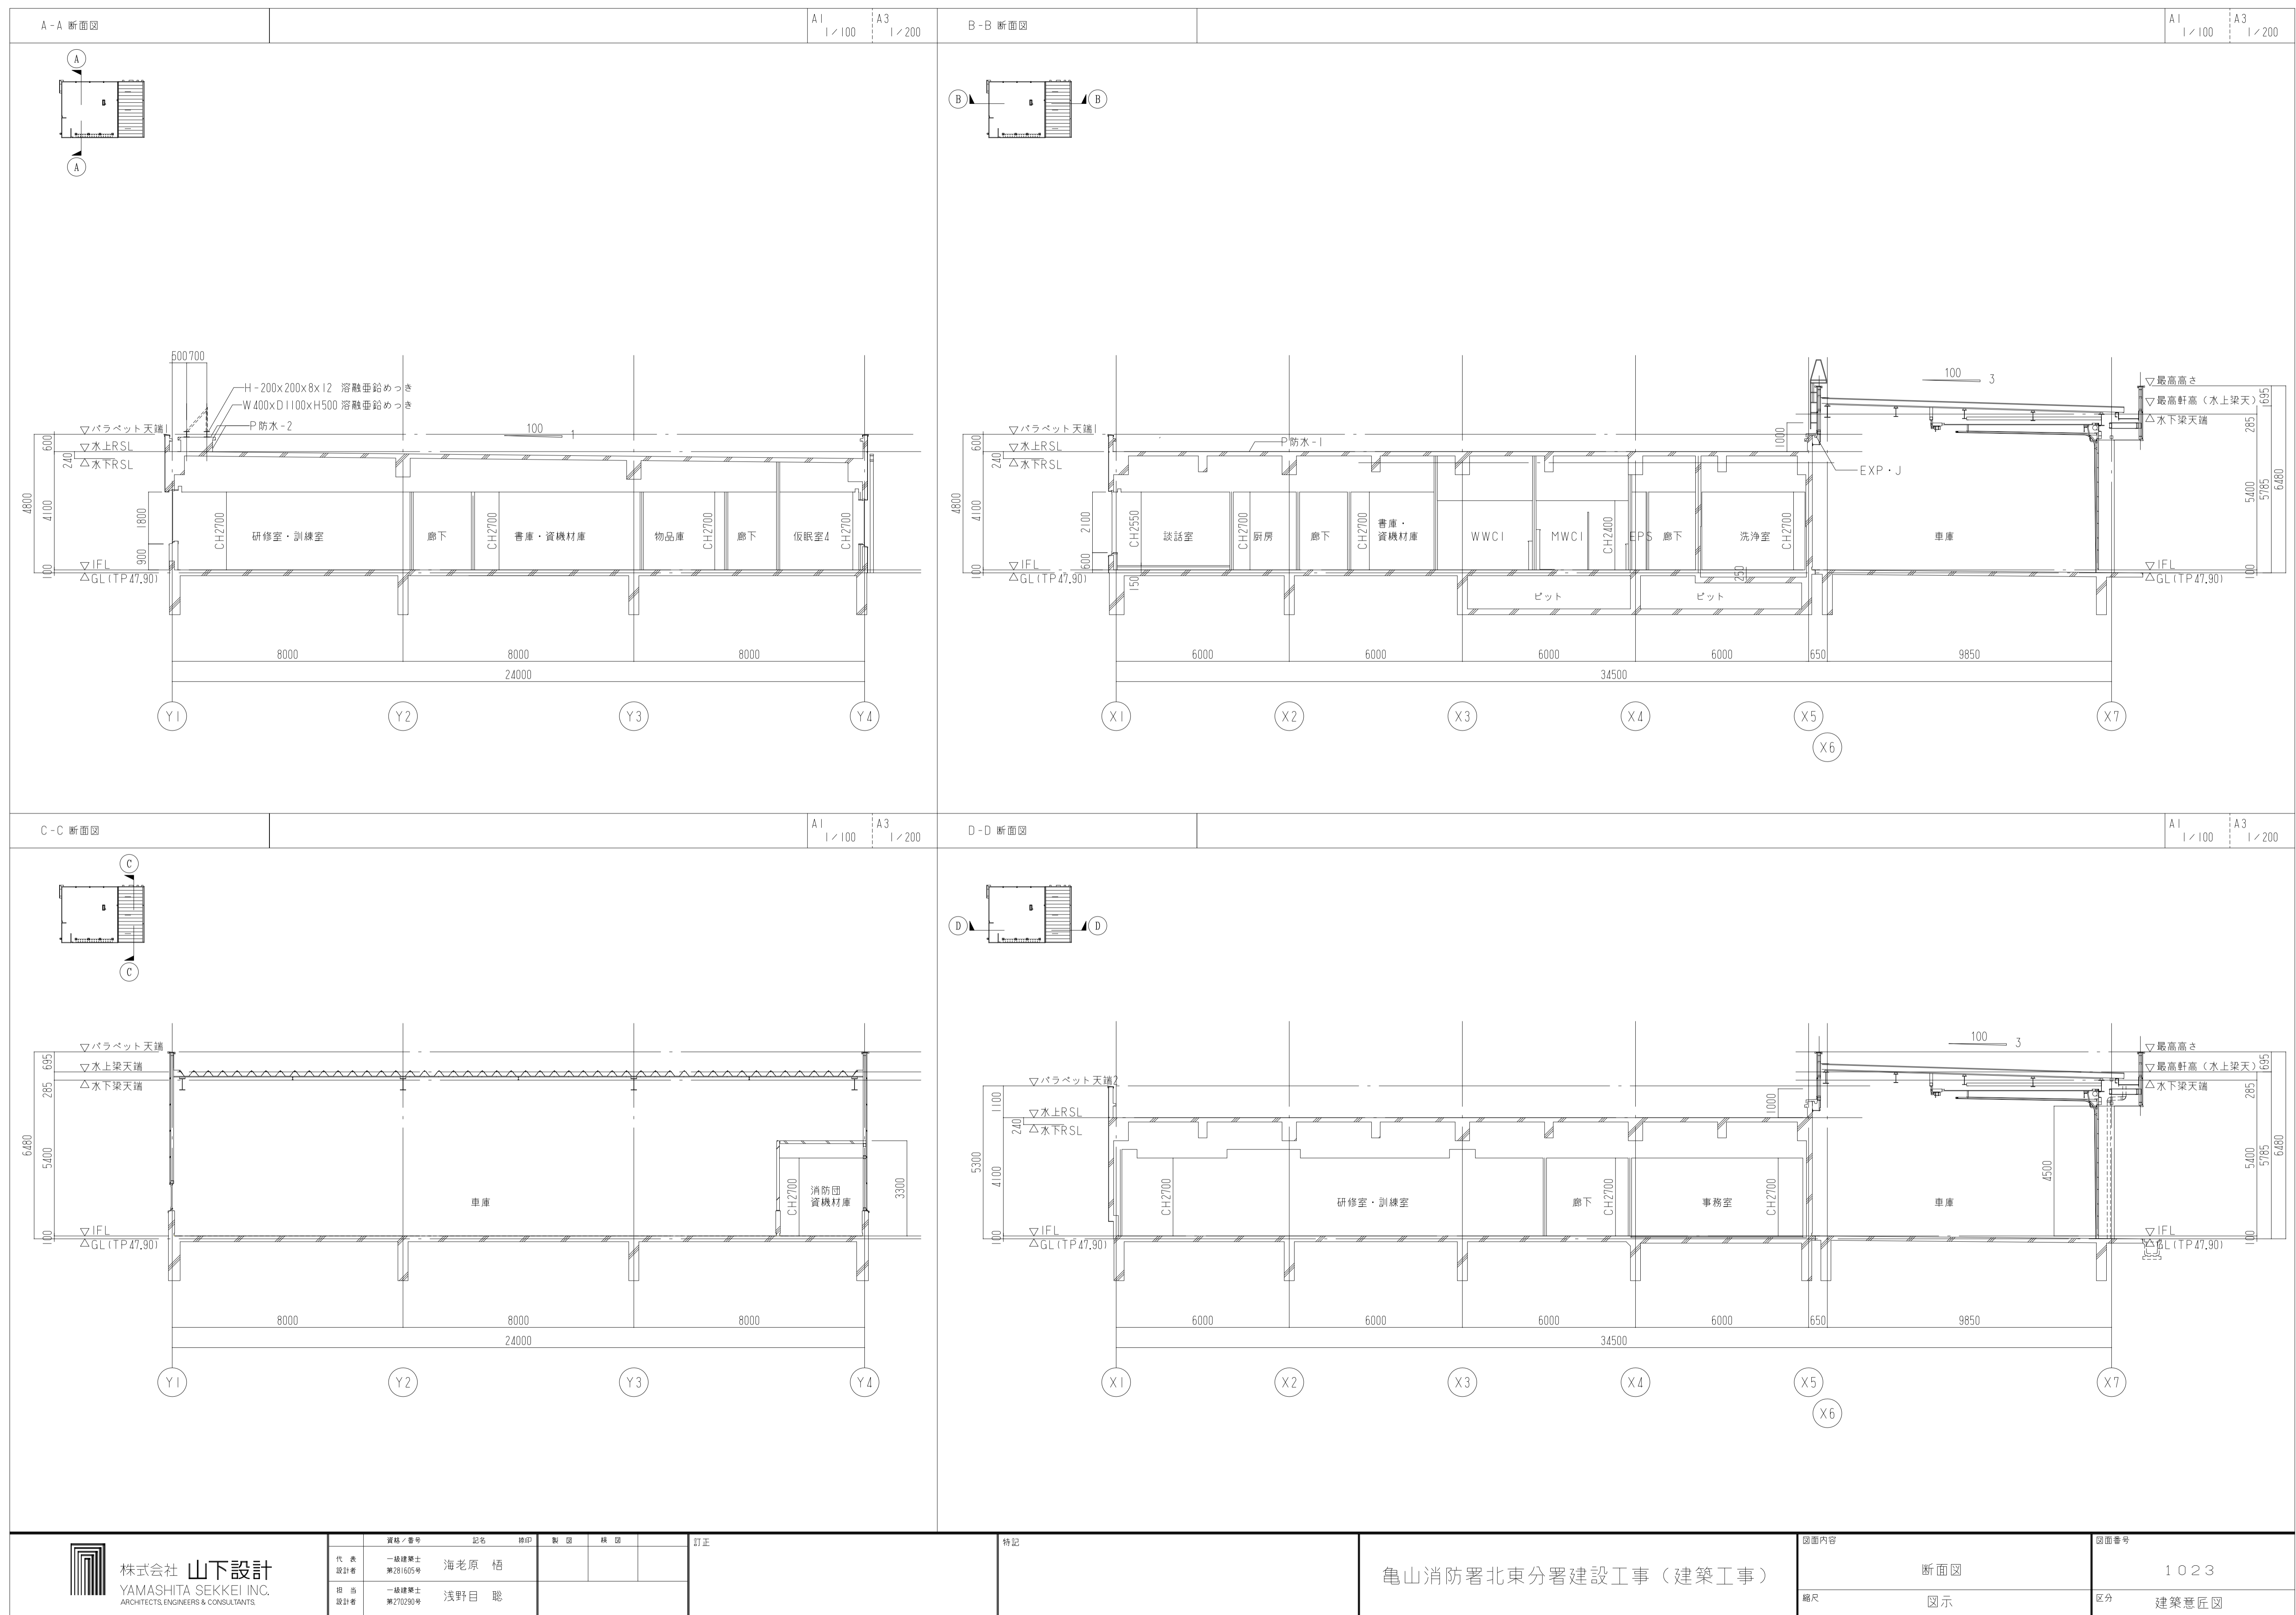 A-A 断面図
A1 1/100
A3 1/200
A
A
500 700
H-200x200x8x12 溶融亜鉛めっき
W400xD1100xH500 溶融亜鉛めっき
P防水-2
100
1
▽パラペット天端1
▽水上RSL
△水下RSL
▽1FL
△GL(TP47.90)
4800
600
240
4100
100
1800
900
CH2700
研修室・訓練室
廊下
CH2700
書庫・資機材庫
物品庫
CH2700
廊下
仮眠室4
CH2700
8000 8000 8000
24000
Y1 Y2 Y3 Y4
B-B 断面図
A1 1/100
A3 1/200
B B
▽パラペット天端1
▽水上RSL
△水下RSL
▽1FL
△GL(TP47.90)
4800
600
240
4100
100
2100
600
150
P防水-1
CH2550
談話室
CH2700
厨房
廊下
CH2700
書庫・
資機材庫
WWC1
MWC1
CH2400
EPS
廊下
洗浄室
CH2700
250
ピット
ピット
1000
EXP・J
車庫
100
3
▽最高高さ
▽最高軒高(水上梁天)
△水下梁天端
▽1FL
△GL(TP47.90)
695
285
5400
5785
6480
100
6000 6000 6000 6000 650 9850
34500
X1 X2 X3 X4 X5 X7
X6
C-C 断面図
A1 1/100
A3 1/200
C
C
▽パラペット天端
▽水上梁天端
△水下梁天端
▽1FL
△GL(TP47.90)
6480
695
285
5400
100
車庫
CH2700
消防団
資機材庫
3300
8000 8000 8000
24000
Y1 Y2 Y3 Y4
D-D 断面図
A1 1/100
A3 1/200
D D
▽パラペット天端2
▽水上RSL
△水下RSL
▽1FL
△GL(TP47.90)
5300
1100
240
4100
100
CH2700
研修室・訓練室
廊下
CH2700
事務室
CH2700
1000
車庫
4500
100
3
▽最高高さ
▽最高軒高(水上梁天)
△水下梁天端
▽1FL
△GL(TP47.90)
695
285
5400
5785
6480
100
6000 6000 6000 6000 650 9850
34500
X1 X2 X3 X4 X5 X7
X6
株式会社 山下設計
YAMASHITA SEKKEI INC.
ARCHITECTS, ENGINEERS & CONSULTANTS.
資格/番号 記名 捺印 製図 検図
代表
設計者
一級建築士
第281605号
海老原 悟
担当
設計者
一級建築士
第270290号
浅野目 聡
訂正
特記
亀山消防署北東分署建設工事(建築工事)
図面内容
断面図
縮尺
図示
図面番号
1023
区分
建築意匠図